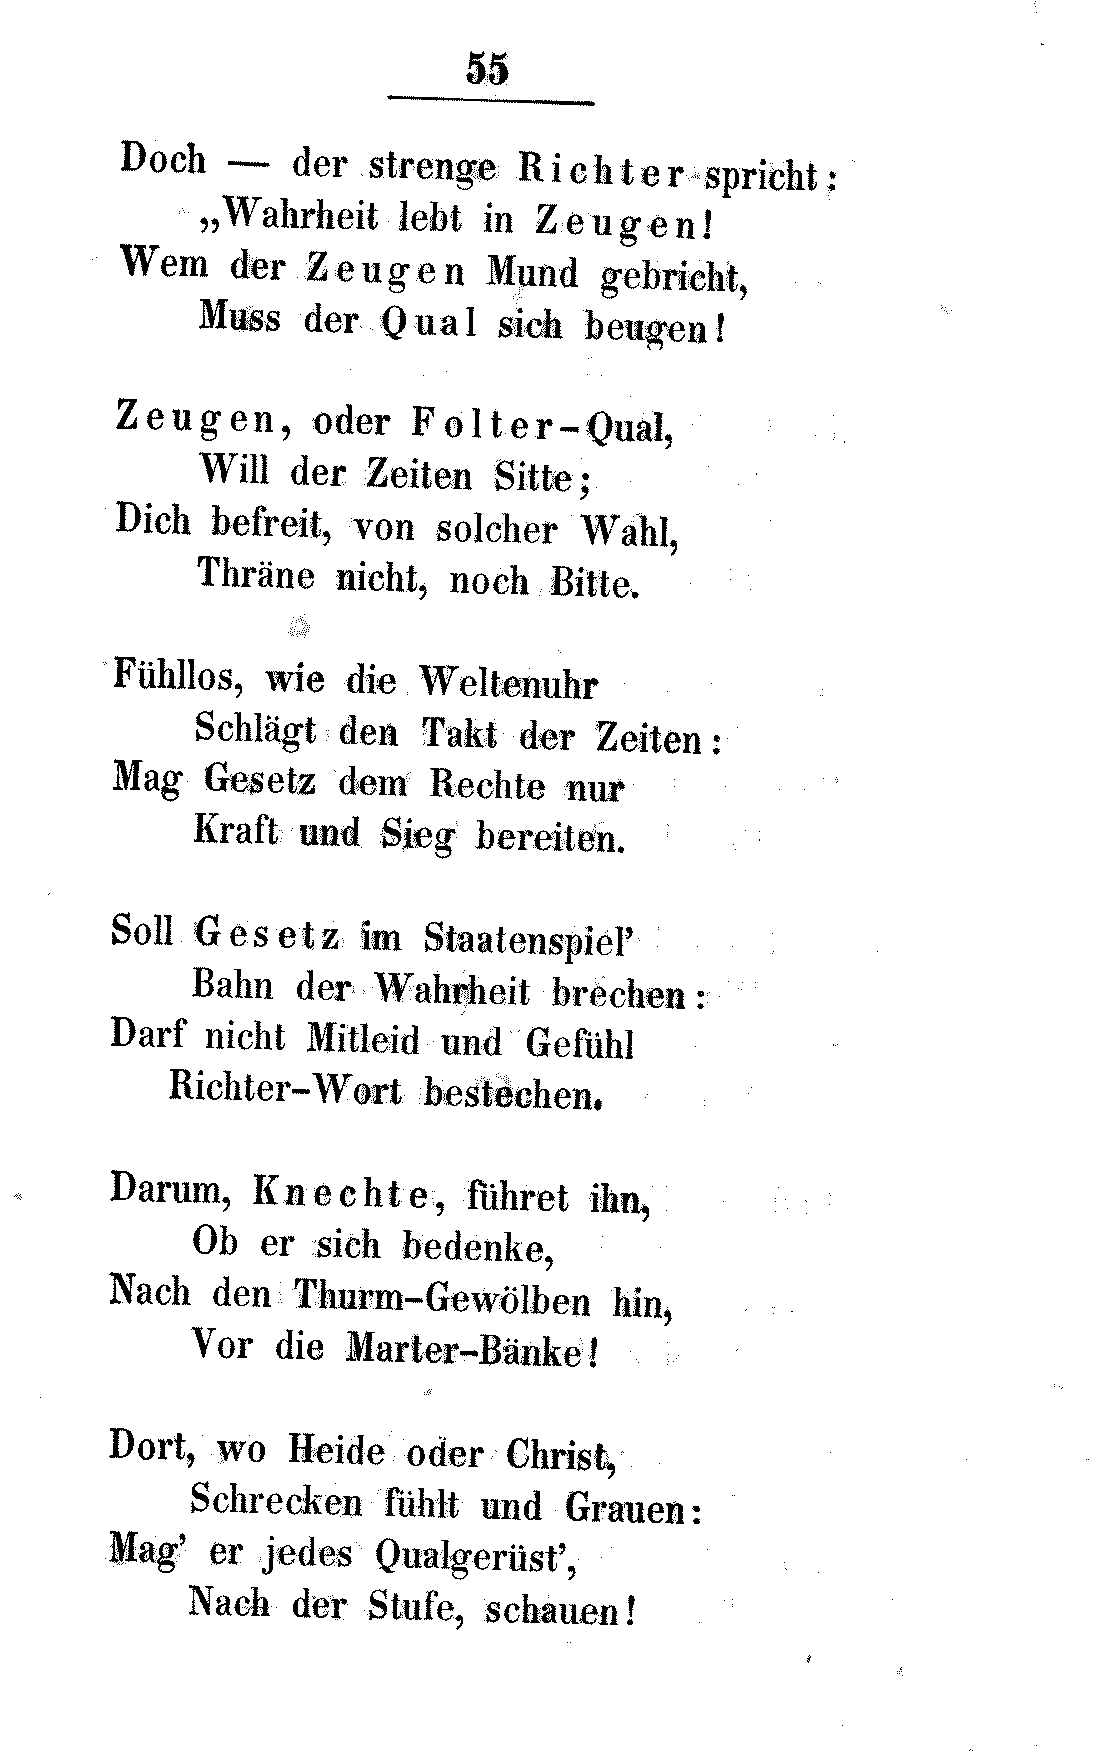 55
Doch — der strenge Richter spricht:
„Wahrheit lebt in Zeugen!
Wem der Zeugen Mund gebricht,
Muss der Qual sich beugen!
Zeugen, oder Folter-Qual,
Will der Zeiten Sitte;
Dich befreit, von solcher Wahl,
Thräne nicht, noch Bitte.
Fühllos, wie die Weltenuhr
Schlägt den Takt der Zeiten:
Mag Gesetz dem Rechte nur
Kraft und Sieg bereiten.
Soll Gesetz im Staatenspiel’
Bahn der Wahrheit brechen:
Darf nicht Mitleid und Gefühl
Richter-Wort bestechen.
Darum, Knechte, führet ihn,
Ob er sich bedenke,
Nach den Thurm-Gewölben hin,
Vor die Marter-Bänke!
Dort, wo Heide oder Christ,
Schrecken fühlt und Grauen:
Mag’ er jedes Qualgerüst’,
Nach der Stufe, schauen!